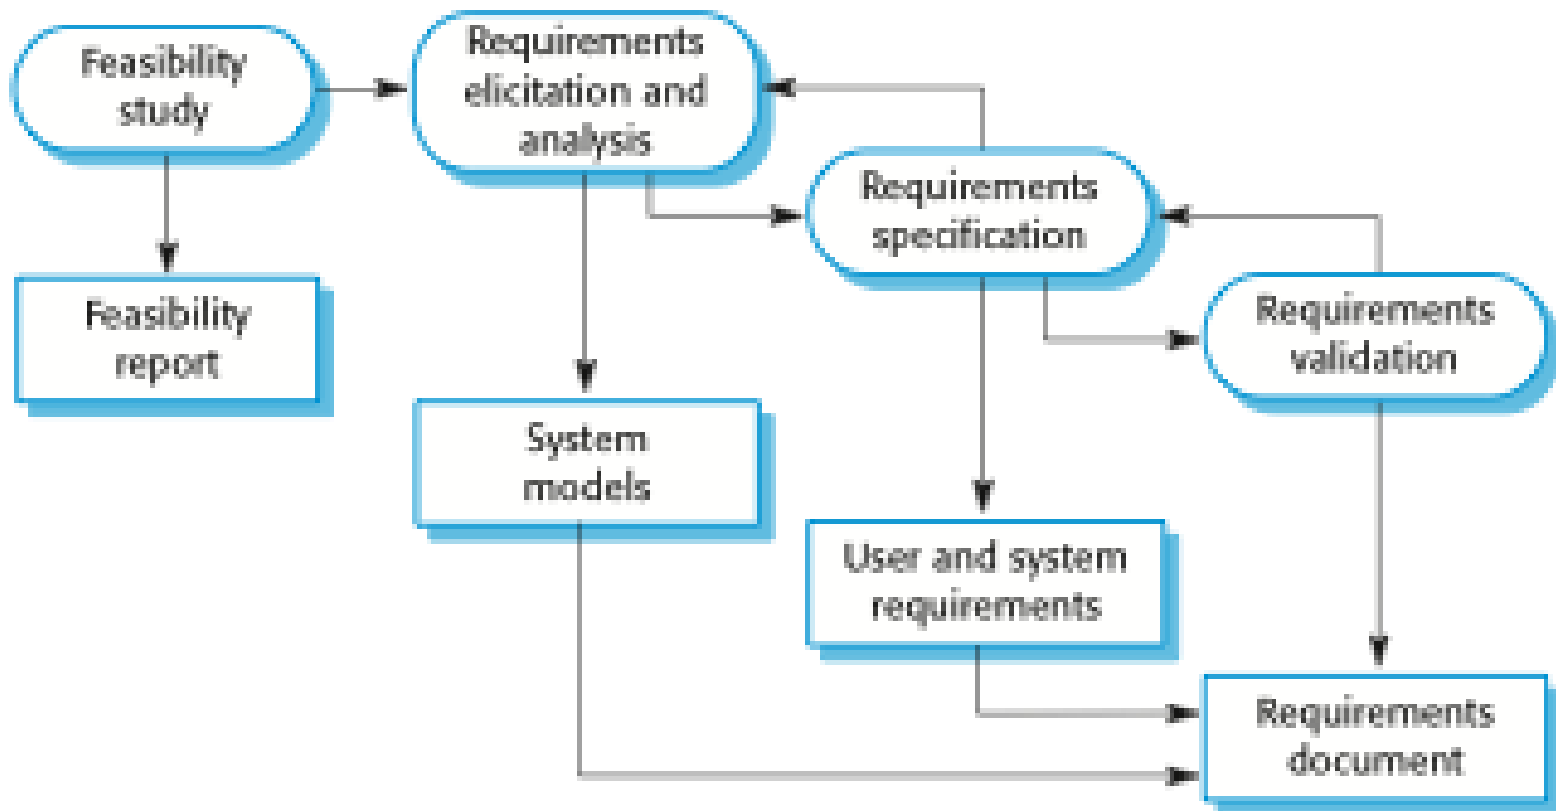 Feasibility
study
Requirements
elicitation and
analysis
Requirements
specification
Requirements
validation
Feasibility
report
System
models
User and system
requirements
Requirements
document